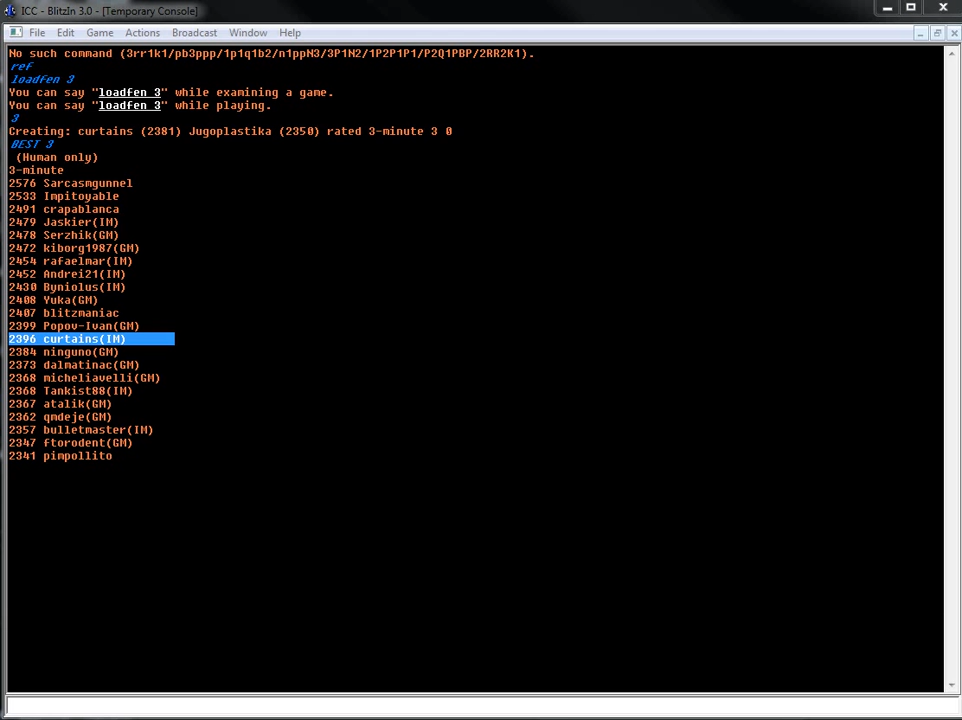 ICC - BlitzIn 3.0 - [Temporary Console]
File Edit Game Actions Broadcast Window Help
No such command (3rr1k1/pb3ppp/1p1q1b2/n1ppN3/3P1N2/1P2P1P1/P2Q1PBP/2RR2K1).
ref
loadfen 3
You can say "loadfen 3" while examining a game.
You can say "loadfen 3" while playing.
3
Creating: curtains (2381) Jugoplastika (2350) rated 3-minute 3 0
BEST 3
(Human only)
3-minute
2576 Sarcasmgunnel
2533 Impitoyable
2491 crapablanca
2479 Jaskier(IM)
2478 Serzhik(GM)
2472 kiborg1987(GM)
2454 rafaelmar(IM)
2452 Andrei21(IM)
2430 Byniolus(IM)
2408 Yuka(GM)
2407 blitzmaniac
2399 Popov-Ivan(GM)
2396 curtains(IM)
2384 ninguno(GM)
2373 dalmatinac(GM)
2368 micheliavelli(GM)
2368 Tankist88(IM)
2367 atalik(GM)
2362 qmdeje(GM)
2357 bulletmaster(IM)
2347 ftorodent(GM)
2341 pimpollito